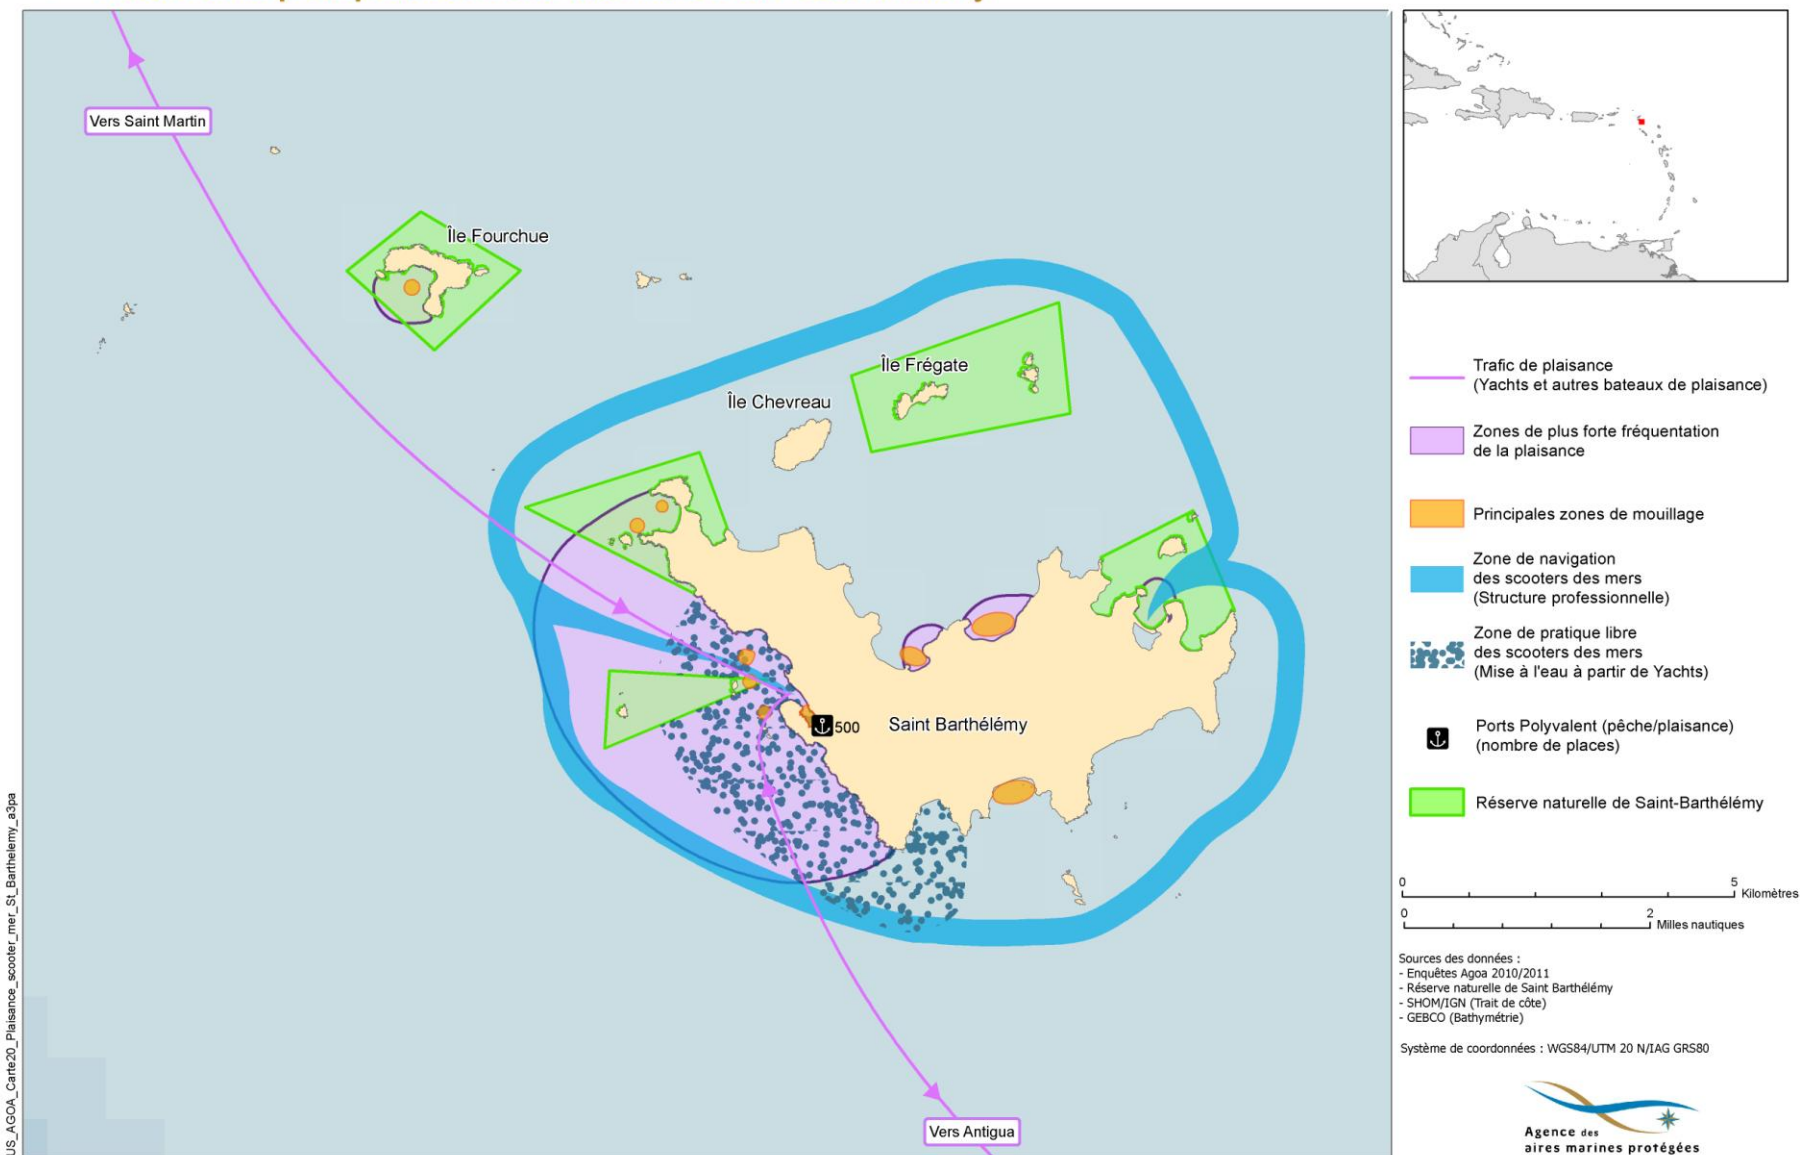 Vers Saint Martin
Île Fourchue
Île Frégate
Île Chevreau
500
Saint Barthélémy
Vers Antigua
Trafic de plaisance
(Yachts et autres bateaux de plaisance)
Zones de plus forte fréquentation
de la plaisance
Principales zones de mouillage
Zone de navigation
des scooters des mers
(Structure professionnelle)
Zone de pratique libre
des scooters des mers
(Mise à l'eau à partir de Yachts)
Ports Polyvalent (pêche/plaisance)
(nombre de places)
Réserve naturelle de Saint-Barthélémy
0 5 Kilomètres
0 2 Milles nautiques
Sources des données :
- Enquêtes Agoa 2010/2011
- Réserve naturelle de Saint Barthélémy
- SHOM/IGN (Trait de côte)
- GEBCO (Bathymétrie)
Système de coordonnées : WGS84/UTM 20 N/IAG GRS80
Agence des
aires marines protégées
US_AGOA_Carte20_Plaisance_scooter_mer_St_Barthelemy_a3pa